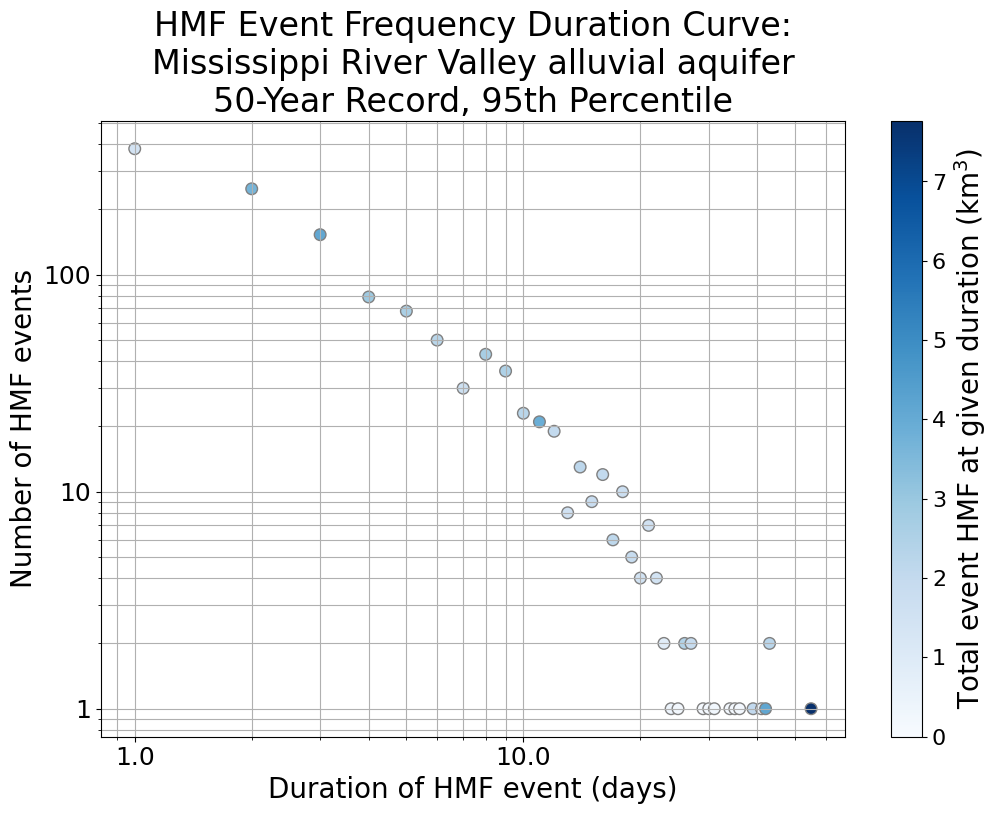 HMF Event Frequency Duration Curve:
Mississippi River Valley alluvial aquifer
50-Year Record, 95th Percentile
Number of HMF events
100
10
1
1.0
10.0
Duration of HMF event (days)
7
6
5
4
3
2
1
0
Total event HMF at given duration (km³)